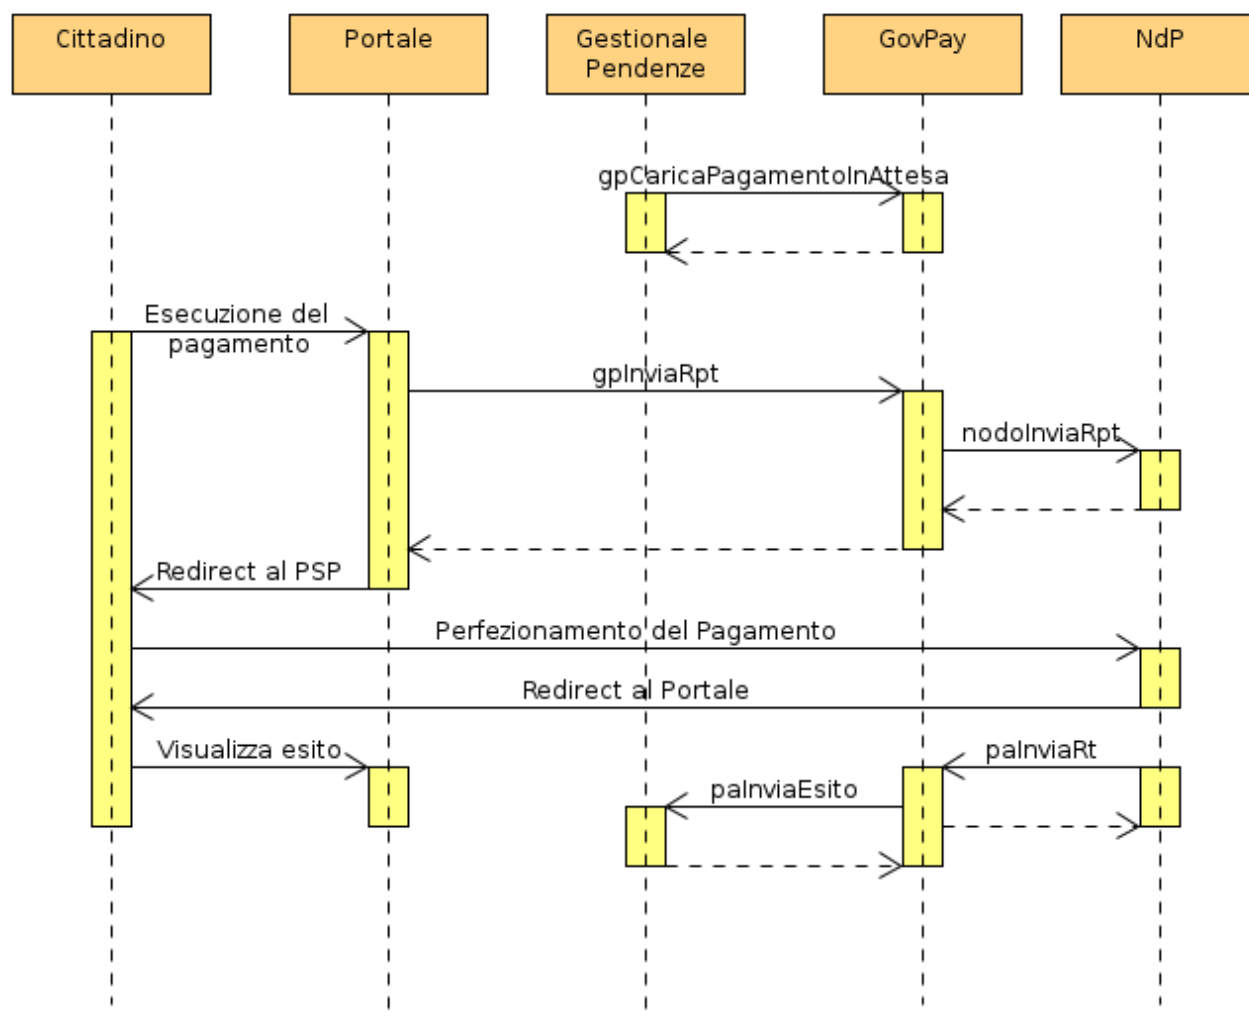 Cittadino
Portale
Gestionale
Pendenze
GovPay
NdP
gpCaricaPagamentoInAttesa
Esecuzione del
pagamento
gpInviaRpt
nodoInviaRpt
Redirect al PSP
Perfezionamento del Pagamento
Redirect al Portale
Visualizza esito
paInviaRt
paInviaEsito